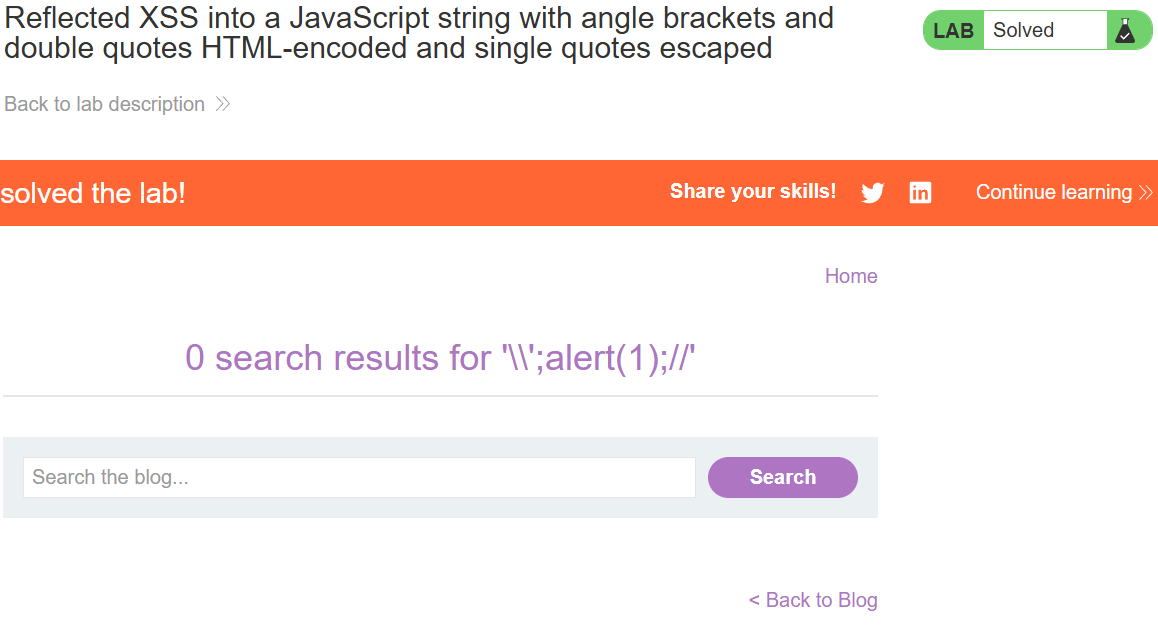 Reflected XSS into a JavaScript string with angle brackets and
double quotes HTML-encoded and single quotes escaped
LAB Solved
Back to lab description
solved the lab!
Share your skills!
in
Continue learning
Home
0 search results for '\\';alert(1);//'
Search the blog...
Search
< Back to Blog